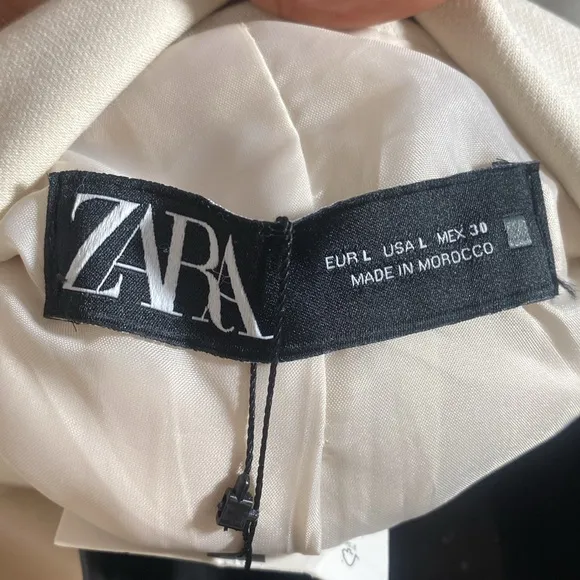 ZARA
EUR L USA L MEX 30
MADE IN MOROCCO